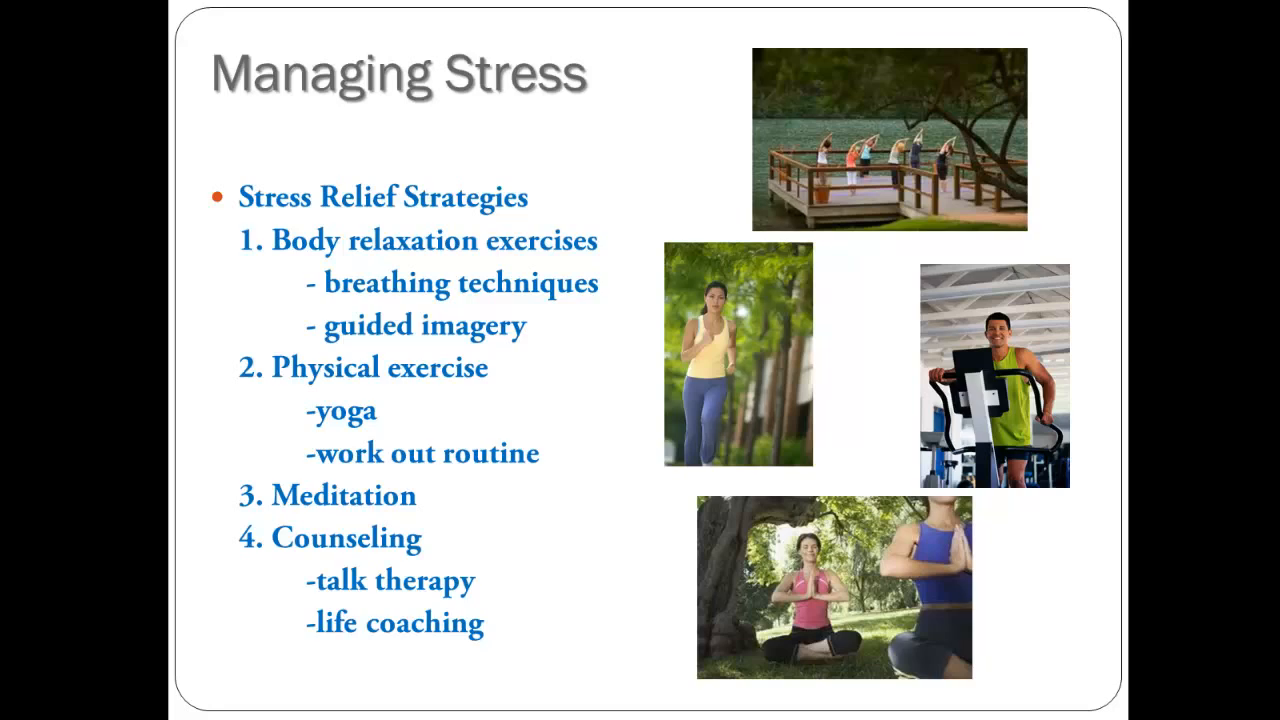 Managing Stress
• Stress Relief Strategies
1. Body relaxation exercises
- breathing techniques
- guided imagery
2. Physical exercise
-yoga
-work out routine
3. Meditation
4. Counseling
-talk therapy
-life coaching